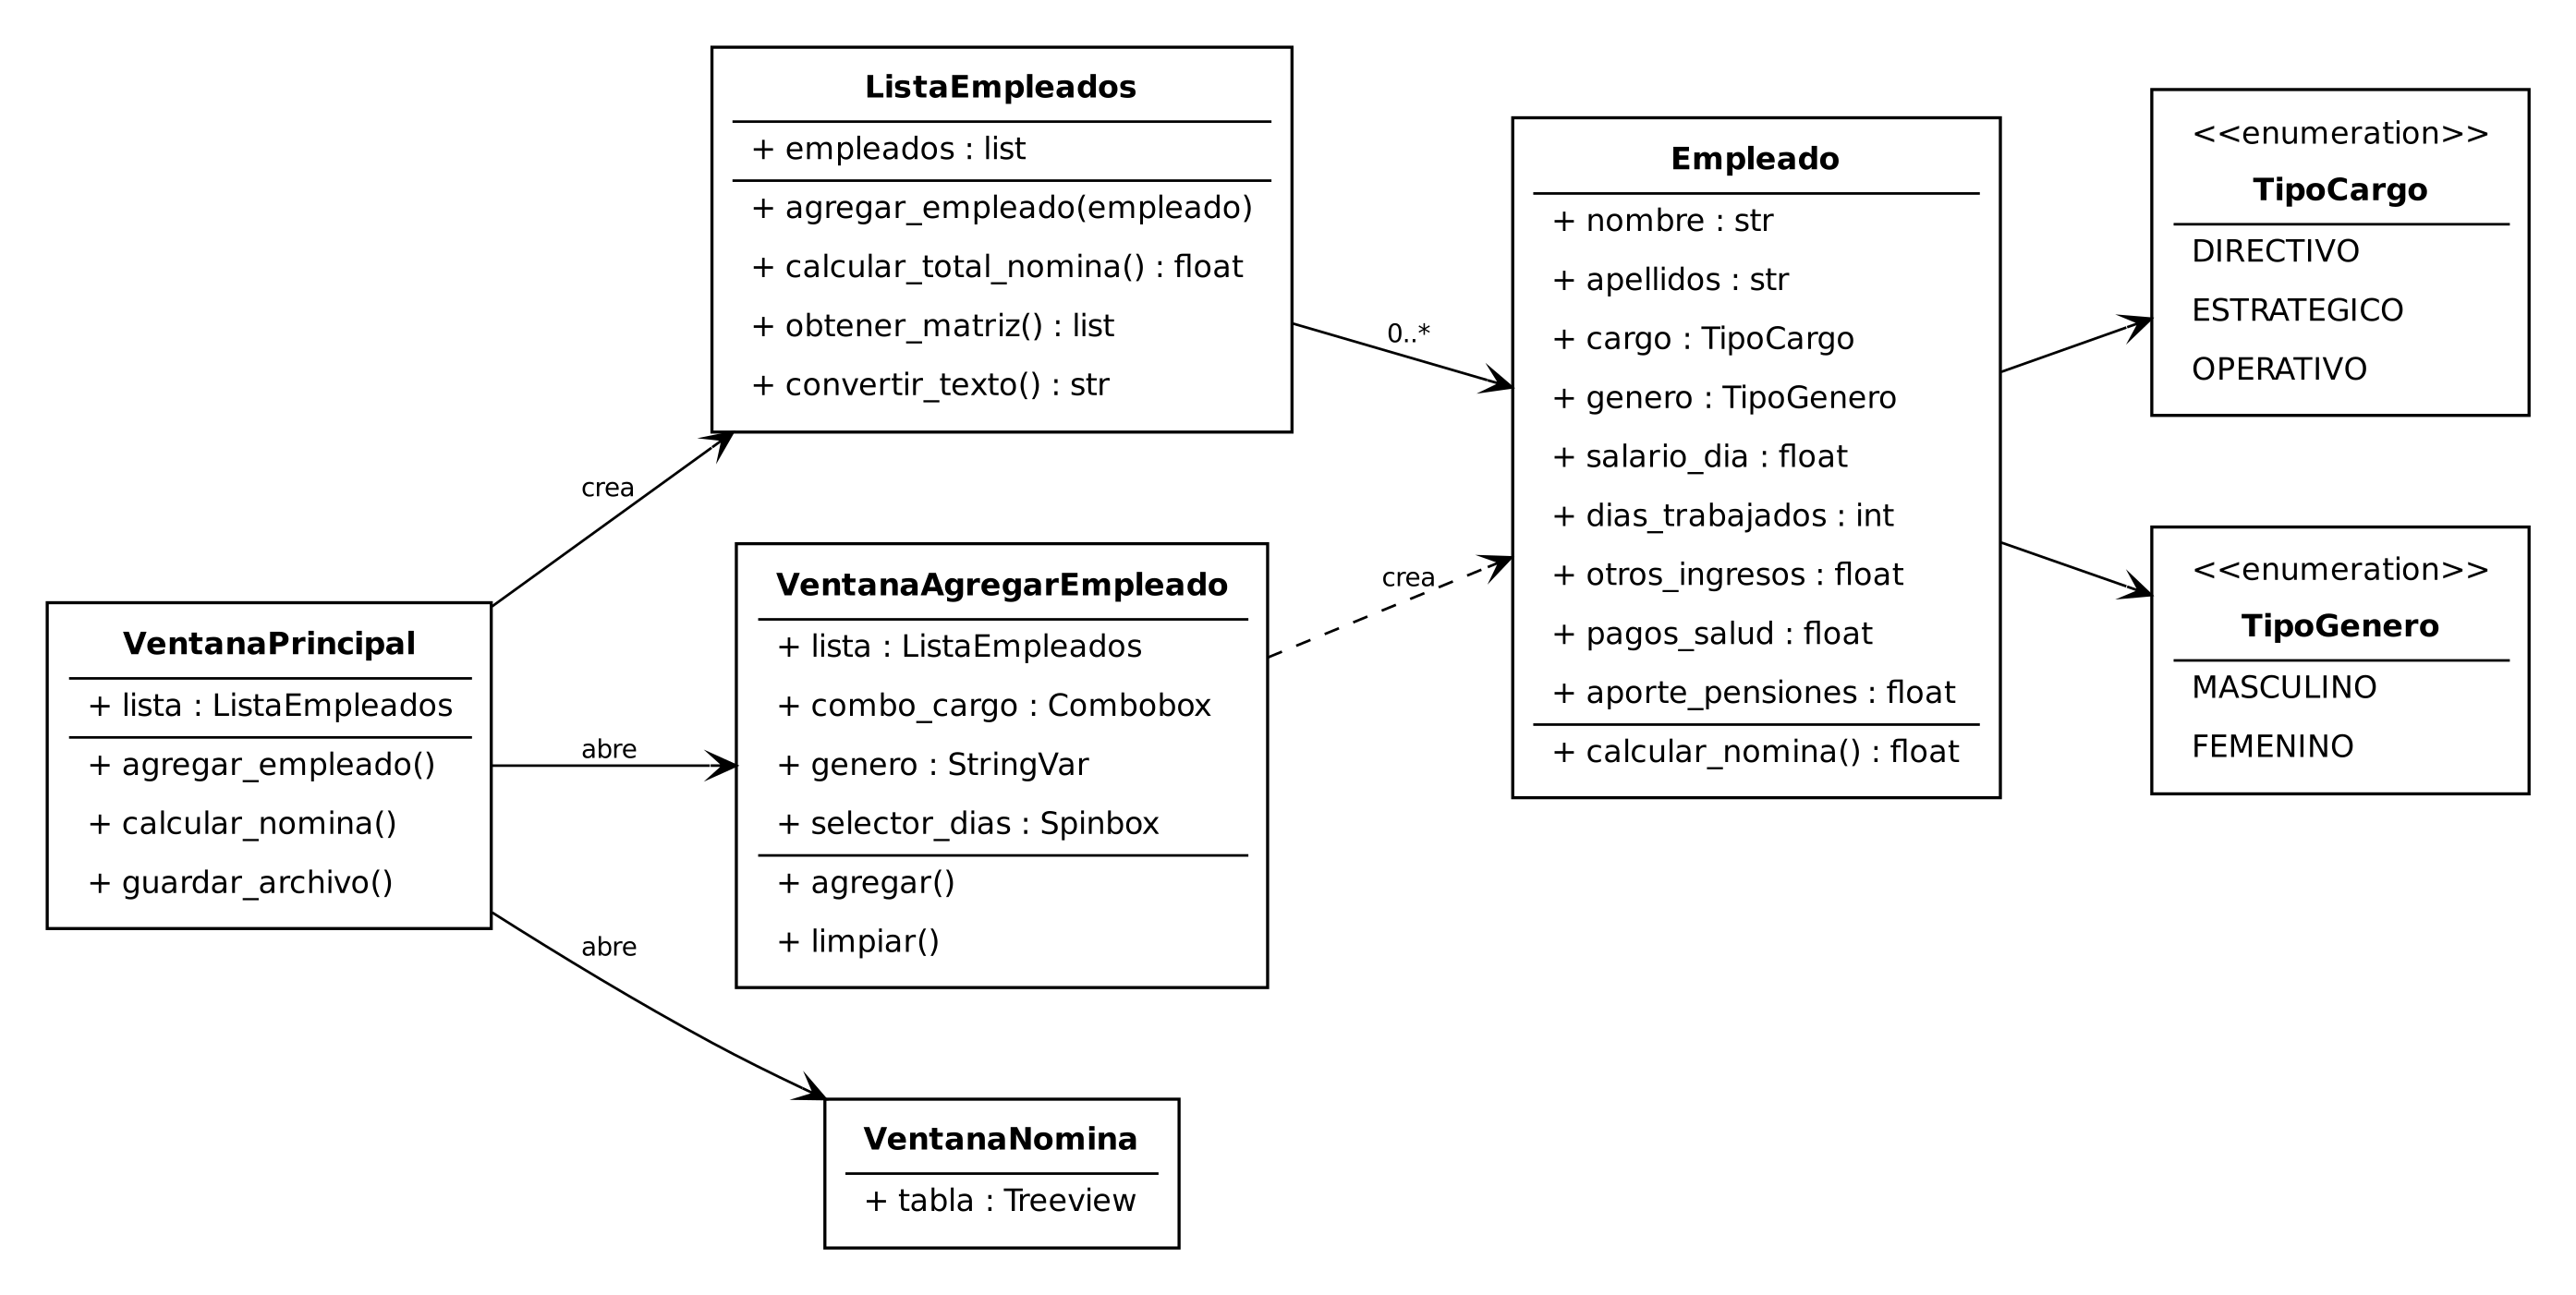 ListaEmpleados
+ empleados : list
+ agregar_empleado(empleado)
+ calcular_total_nomina() : float
+ obtener_matriz() : list
+ convertir_texto() : str
0..*
Empleado
+ nombre : str
+ apellidos : str
+ cargo : TipoCargo
+ genero : TipoGenero
+ salario_dia : float
+ dias_trabajados : int
+ otros_ingresos : float
+ pagos_salud : float
+ aporte_pensiones : float
+ calcular_nomina() : float
<<enumeration>>
TipoCargo
DIRECTIVO
ESTRATEGICO
OPERATIVO
<<enumeration>>
TipoGenero
MASCULINO
FEMENINO
crea
VentanaPrincipal
+ lista : ListaEmpleados
+ agregar_empleado()
+ calcular_nomina()
+ guardar_archivo()
abre
VentanaAgregarEmpleado
+ lista : ListaEmpleados
+ combo_cargo : Combobox
+ genero : StringVar
+ selector_dias : Spinbox
+ agregar()
+ limpiar()
crea
abre
VentanaNomina
+ tabla : Treeview